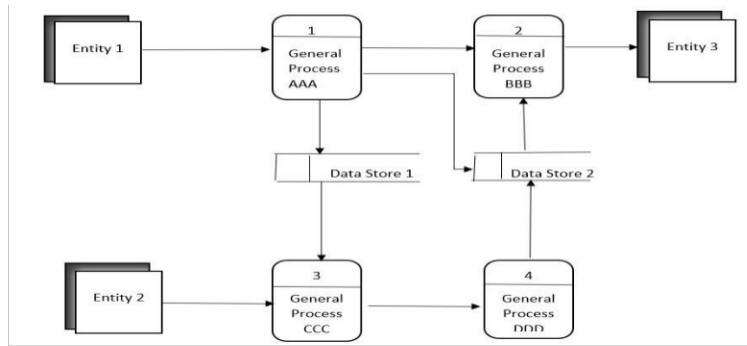 Entity 1
1
General
Process
AAA
2
General
Process
BBB
Entity 3
Data Store 1
Data Store 2
Entity 2
3
General
Process
CCC
4
General
Process
DDD